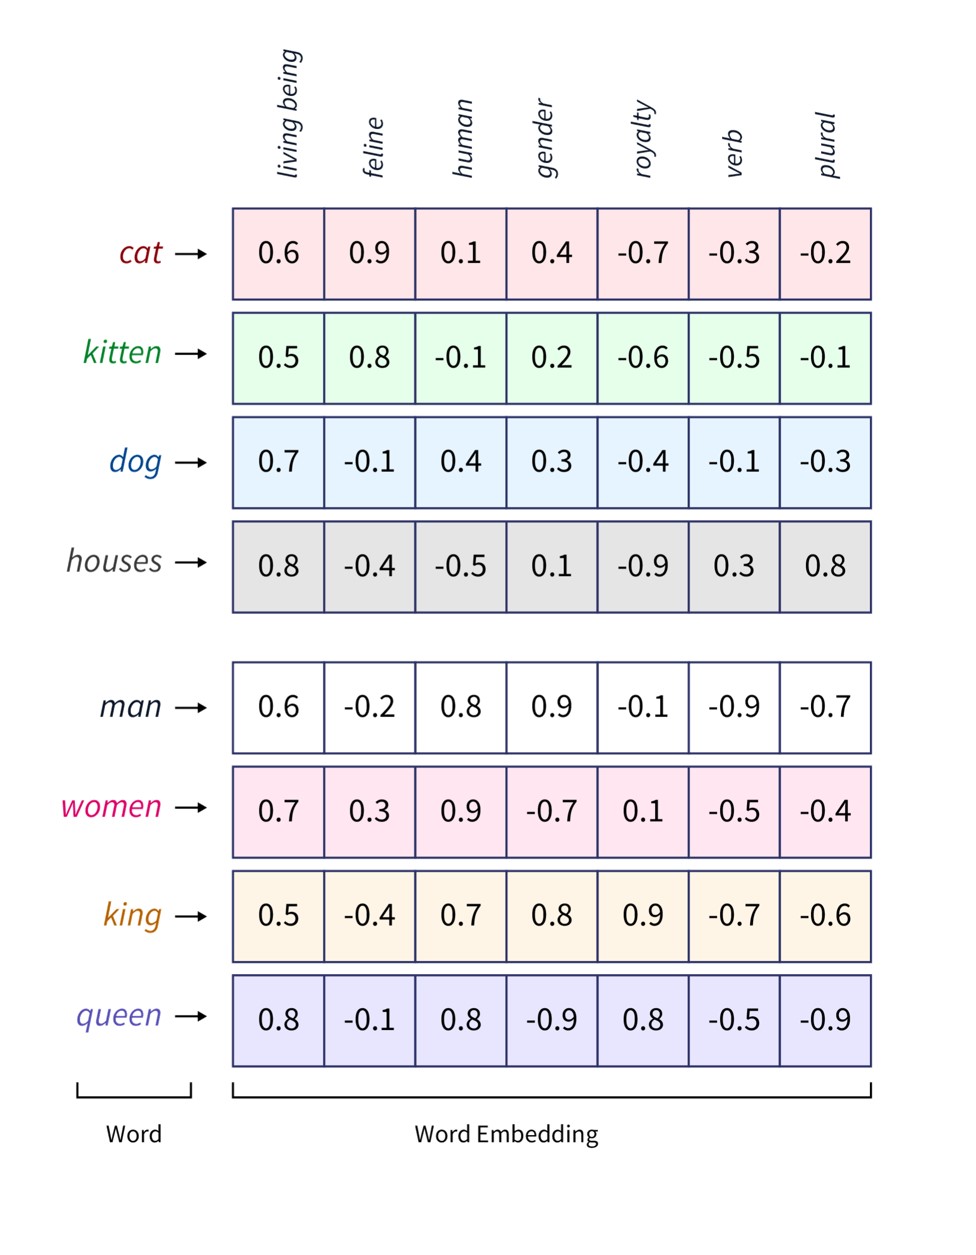 living being feline human gender royalty verb plural
cat 0.6 0.9 0.1 0.4 -0.7 -0.3 -0.2
kitten 0.5 0.8 -0.1 0.2 -0.6 -0.5 -0.1
dog 0.7 -0.1 0.4 0.3 -0.4 -0.1 -0.3
houses 0.8 -0.4 -0.5 0.1 -0.9 0.3 0.8
man 0.6 -0.2 0.8 0.9 -0.1 -0.9 -0.7
women 0.7 0.3 0.9 -0.7 0.1 -0.5 -0.4
king 0.5 -0.4 0.7 0.8 0.9 -0.7 -0.6
queen 0.8 -0.1 0.8 -0.9 0.8 -0.5 -0.9
Word Word Embedding